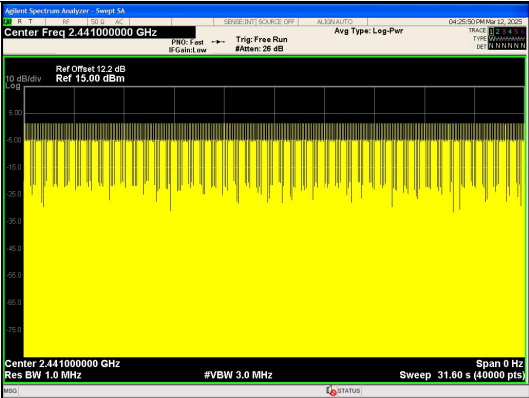 Agilent Spectrum Analyzer - Swept SA
R T RF 50 Ω AC SENSE:INT SOURCE OFF ALIGN AUTO 04:25:50 PM Mar 12, 2025
Center Freq 2.441000000 GHz
PNO: Fast
IFGain:Low
Trig: Free Run
#Atten: 26 dB
Avg Type: Log-Pwr
TRACE 1 2 3 4 5 6
TYPE
DET N N N N N N
Ref Offset 12.2 dB
10 dB/div Ref 15.00 dBm
Log
5.00
-5.00
-15.0
-25.0
-35.0
-45.0
-55.0
-65.0
-75.0
Center 2.441000000 GHz Span 0 Hz
Res BW 1.0 MHz #VBW 3.0 MHz Sweep 31.60 s (40000 pts)
MSG STATUS